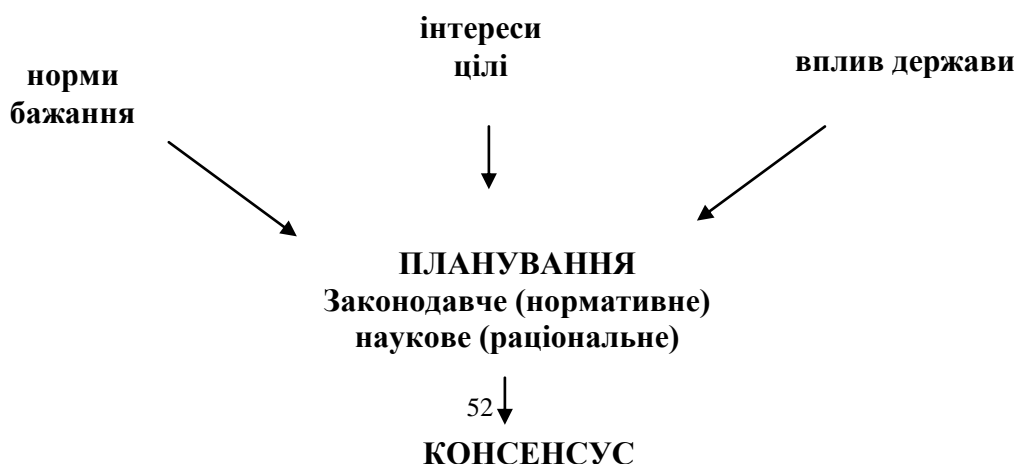 інтереси
цілі
норми
бажання
вплив держави
ПЛАНУВАННЯ
Законодавче (нормативне)
наукове (раціональне)
52
КОНСЕНСУС